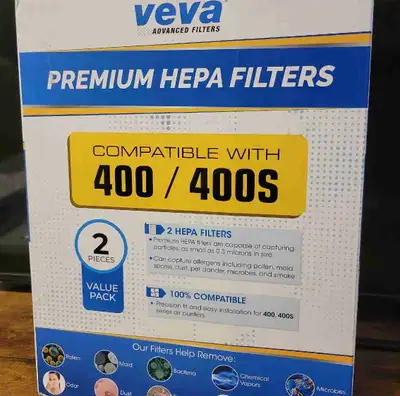 veva
ADVANCED FILTERS
PREMIUM HEPA FILTERS
COMPATIBLE WITH
400 / 400S
2
PIECES
VALUE
PACK
2 HEPA FILTERS
• Premium HEPA filters are capable of capturing
particles, as small as 0.3 microns in size.
• Can capture allergens including pollen, mold
spores, dust, pet dander, microbes, and smoke
100% COMPATIBLE
• Precision fit and easy installation for 400, 400S
series air purifiers.
Our Filters Help Remove:
Pollen
Mold
Bacteria
Chemical
Vapors
Microbes
Odor
Dust